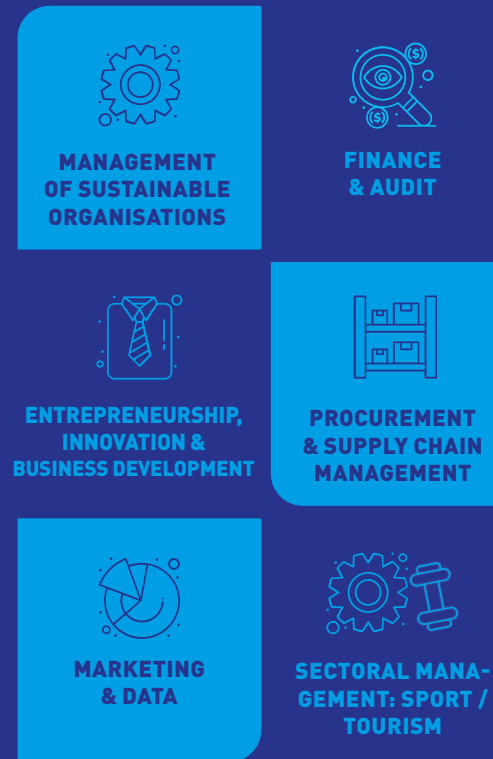 MANAGEMENT
OF SUSTAINABLE
ORGANISATIONS
FINANCE
& AUDIT
ENTREPRENEURSHIP,
INNOVATION &
BUSINESS DEVELOPMENT
PROCUREMENT
& SUPPLY CHAIN
MANAGEMENT
MARKETING
& DATA
SECTORAL MANA-
GEMENT: SPORT /
TOURISM